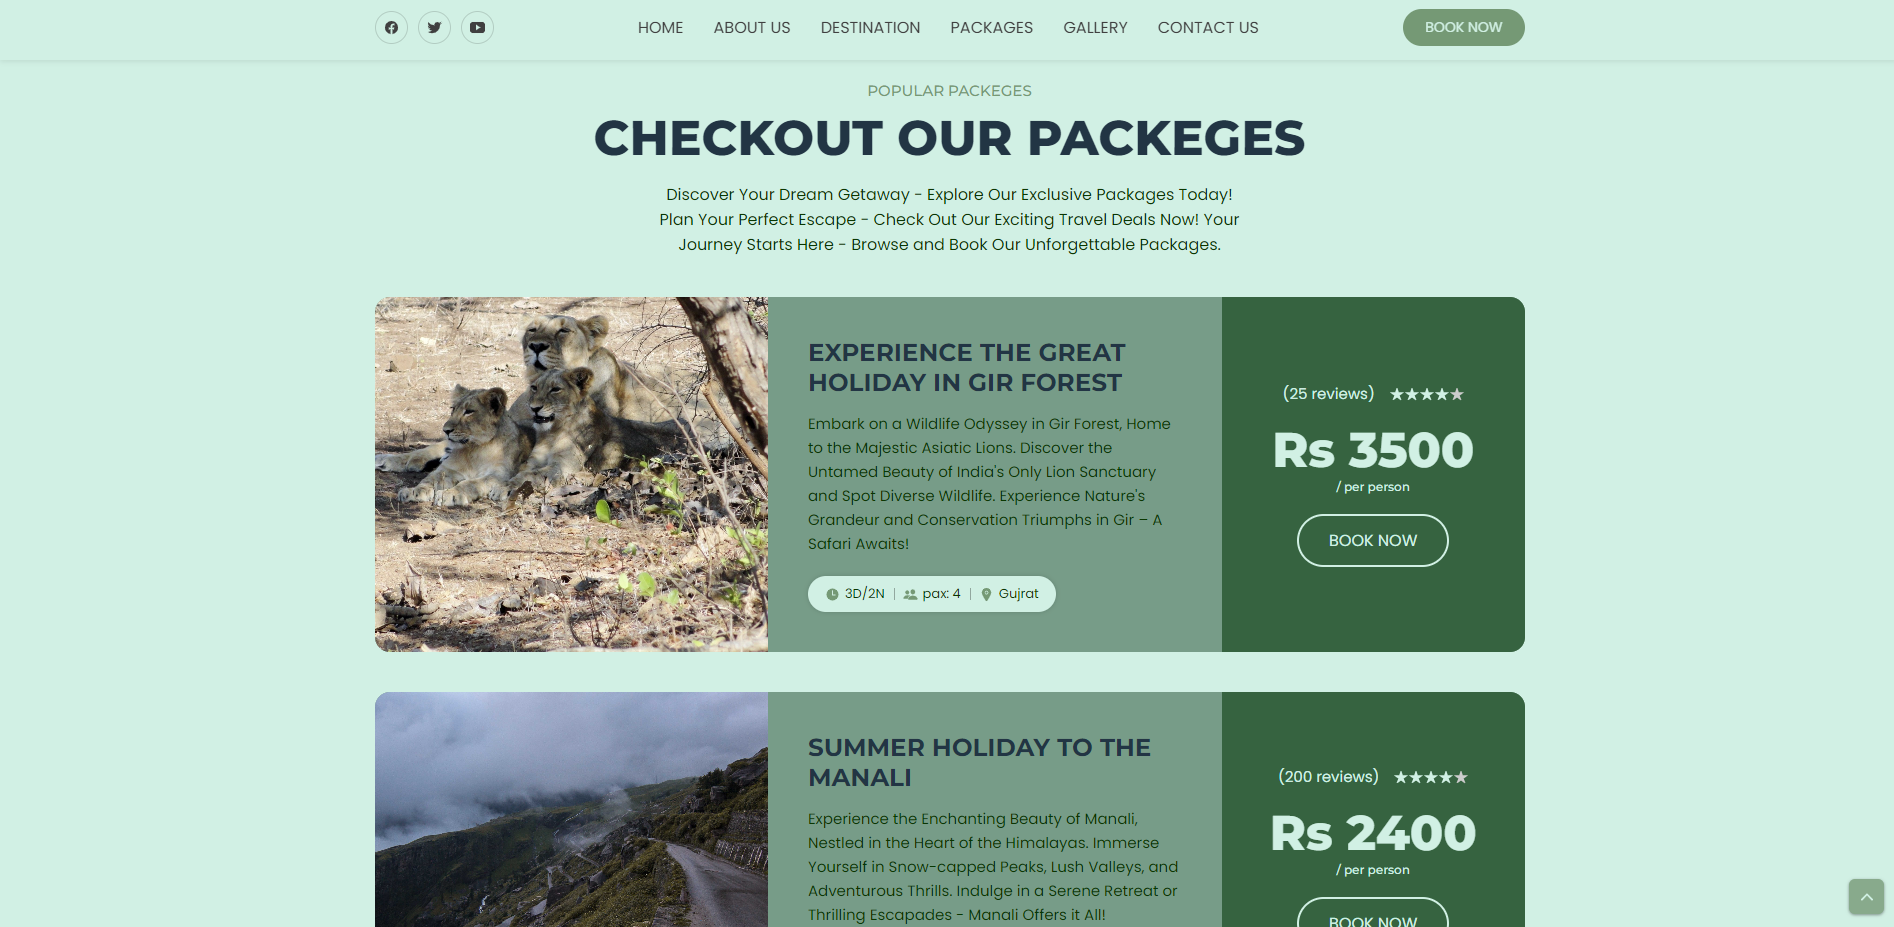 HOME ABOUT US DESTINATION PACKAGES GALLERY CONTACT US BOOK NOW
POPULAR PACKEGES
CHECKOUT OUR PACKEGES
Discover Your Dream Getaway - Explore Our Exclusive Packages Today!
Plan Your Perfect Escape - Check Out Our Exciting Travel Deals Now! Your
Journey Starts Here - Browse and Book Our Unforgettable Packages.
EXPERIENCE THE GREAT
HOLIDAY IN GIR FOREST
Embark on a Wildlife Odyssey in Gir Forest, Home
to the Majestic Asiatic Lions. Discover the
Untamed Beauty of India's Only Lion Sanctuary
and Spot Diverse Wildlife. Experience Nature's
Grandeur and Conservation Triumphs in Gir – A
Safari Awaits!
3D/2N | pax: 4 | Gujrat
(25 reviews) ★★★★★
Rs 3500
/ per person
BOOK NOW
SUMMER HOLIDAY TO THE
MANALI
Experience the Enchanting Beauty of Manali,
Nestled in the Heart of the Himalayas. Immerse
Yourself in Snow-capped Peaks, Lush Valleys, and
Adventurous Thrills. Indulge in a Serene Retreat or
Thrilling Escapades - Manali Offers it All!
(200 reviews) ★★★★★
Rs 2400
/ per person
BOOK NOW